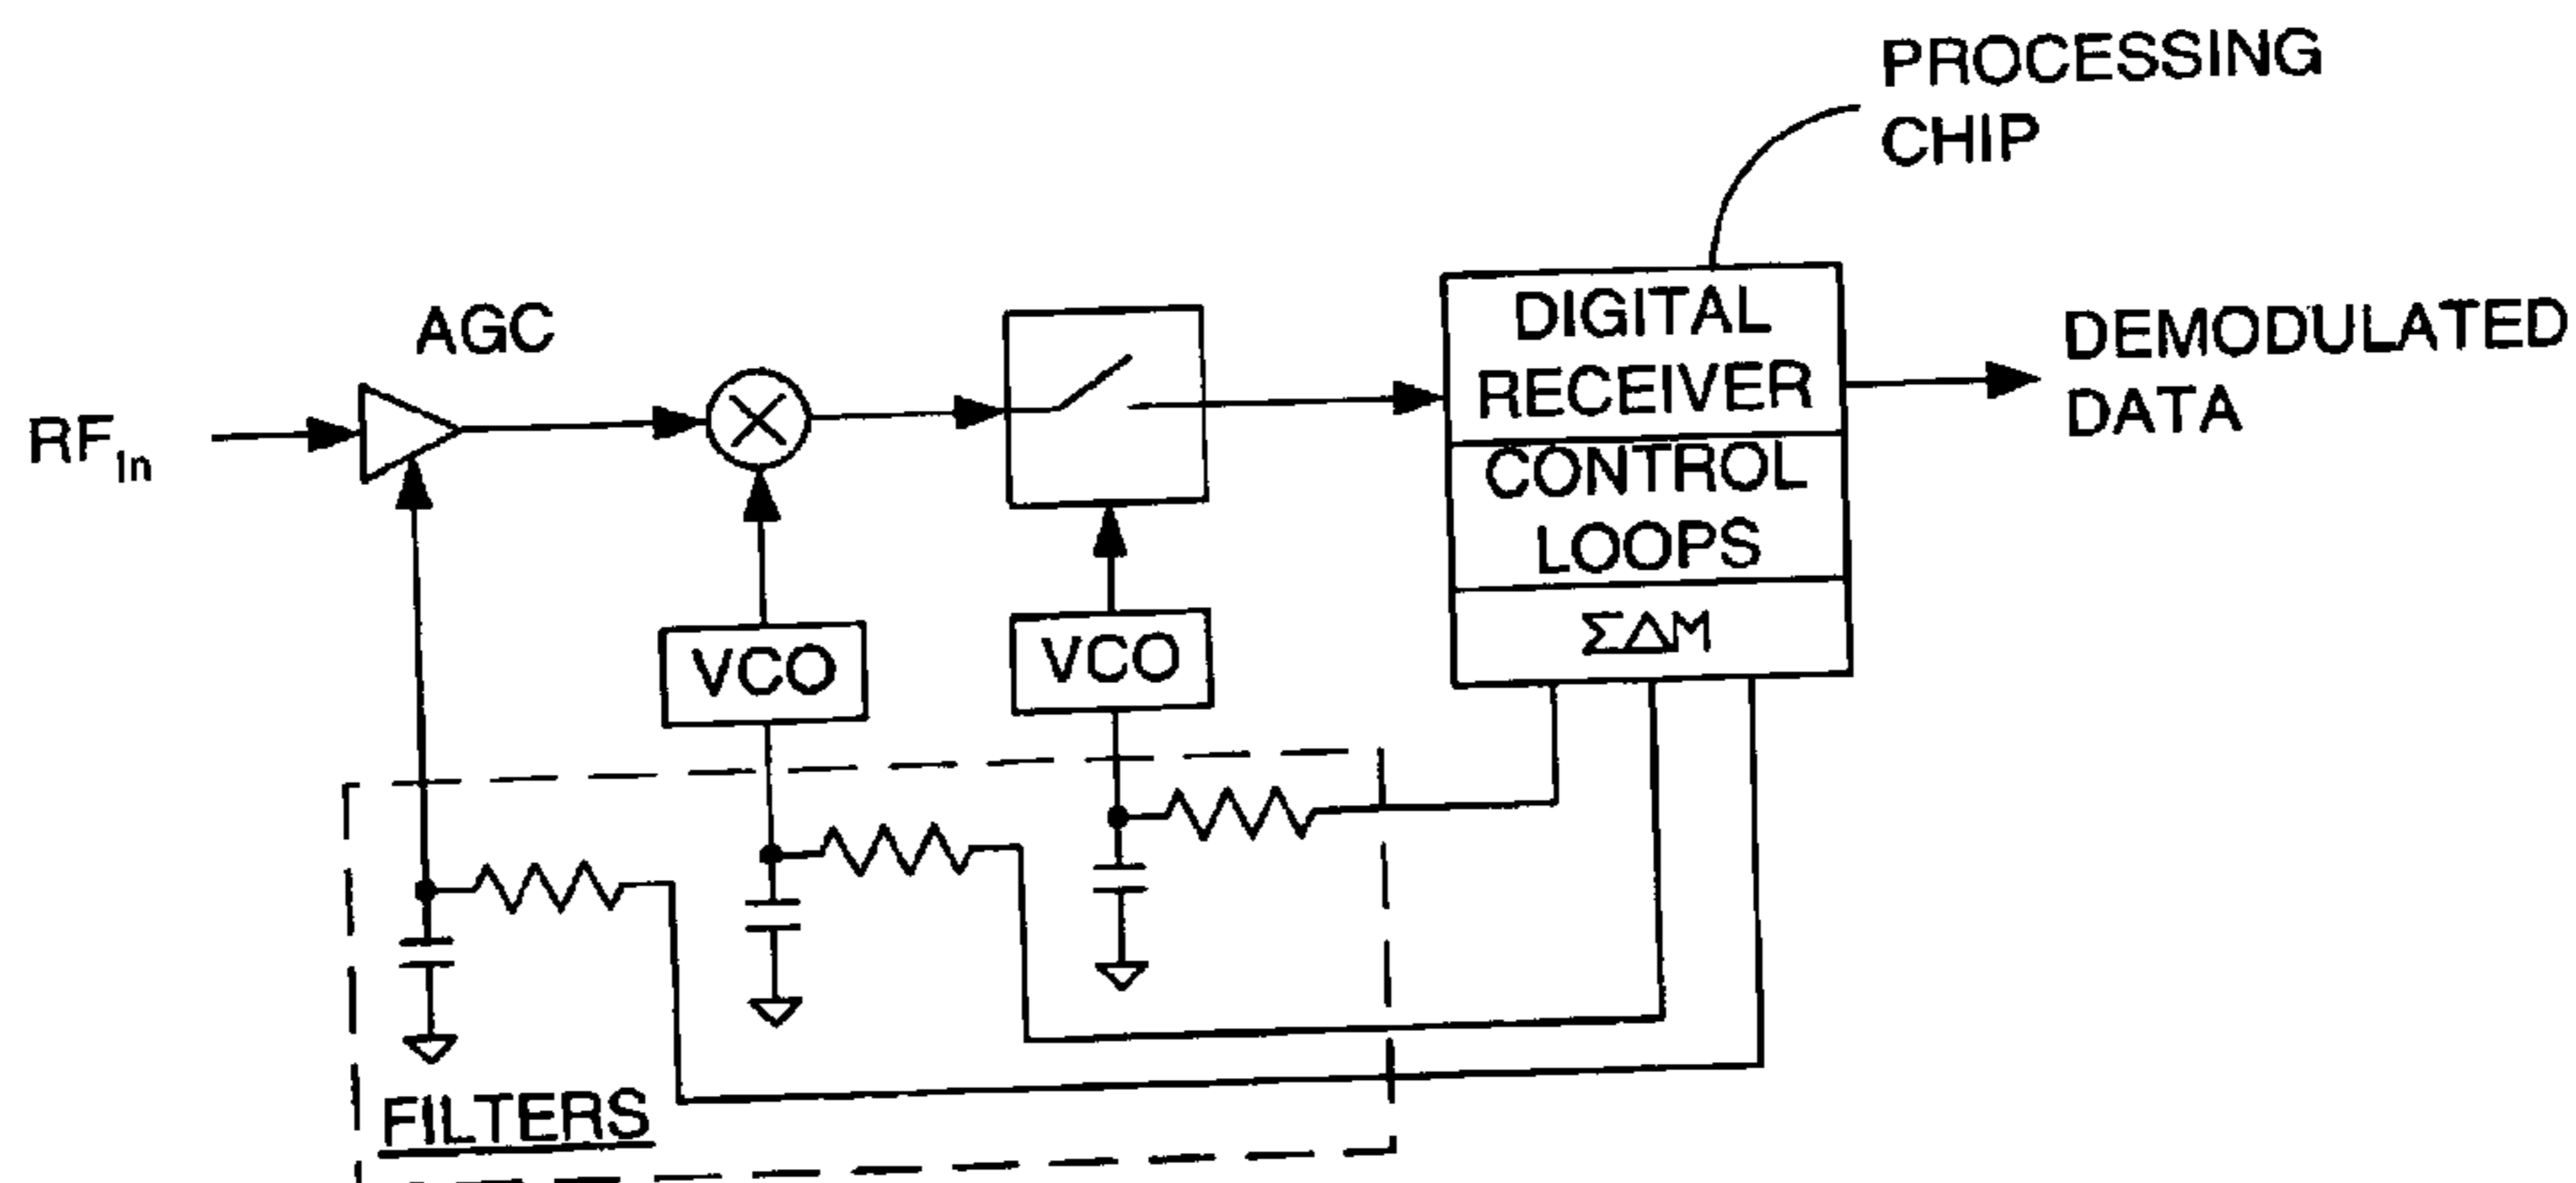 PROCESSING
CHIP
AGC
RF In
DIGITAL
RECEIVER
DEMODULATED
DATA
CONTROL
LOOPS
ΣΔM
VCO
VCO
FILTERS